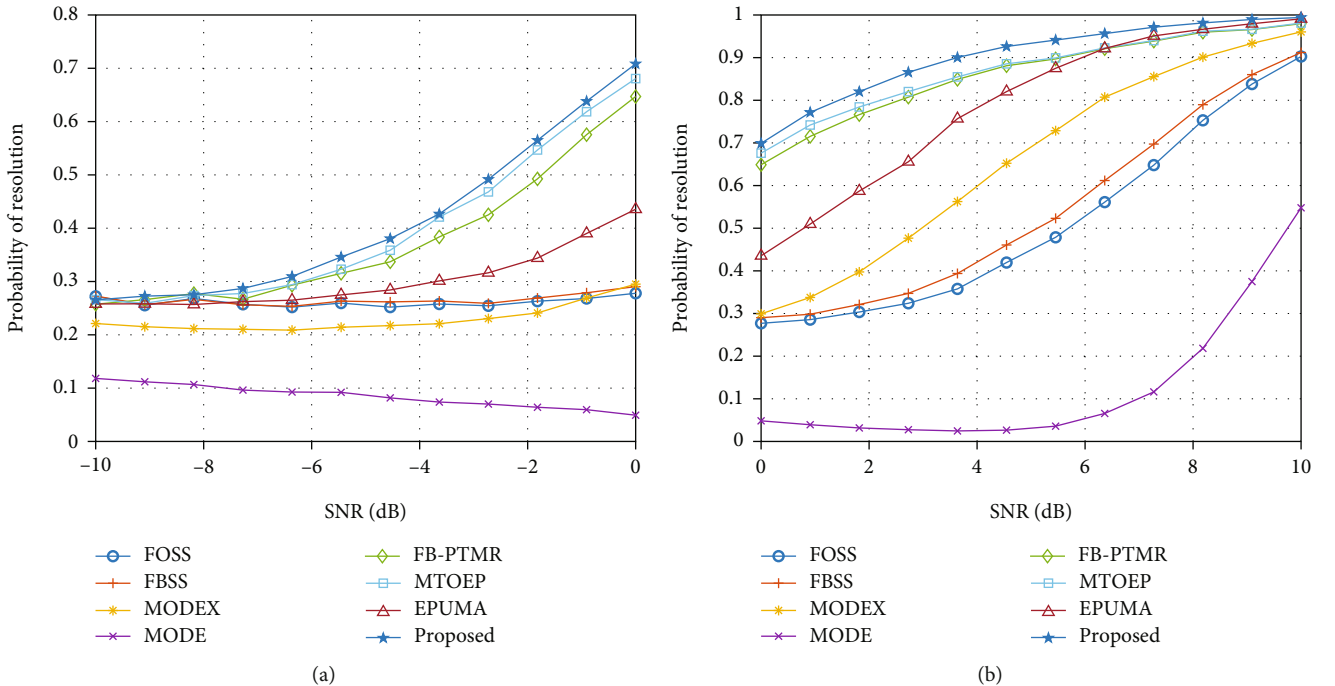 0.8
0.7
0.6
0.5
0.4
0.3
0.2
0.1
0
Probability of resolution
–10
–8
–6
–4
–2
0
SNR (dB)
FOSS
FBSS
MODEX
MODE
FB-PTMR
MTOEP
EPUMA
Proposed
(a)
1
0.9
0.8
0.7
0.6
0.5
0.4
0.3
0.2
0.1
0
Probability of resolution
0
2
4
6
8
10
SNR (dB)
FOSS
FBSS
MODEX
MODE
FB-PTMR
MTOEP
EPUMA
Proposed
(b)